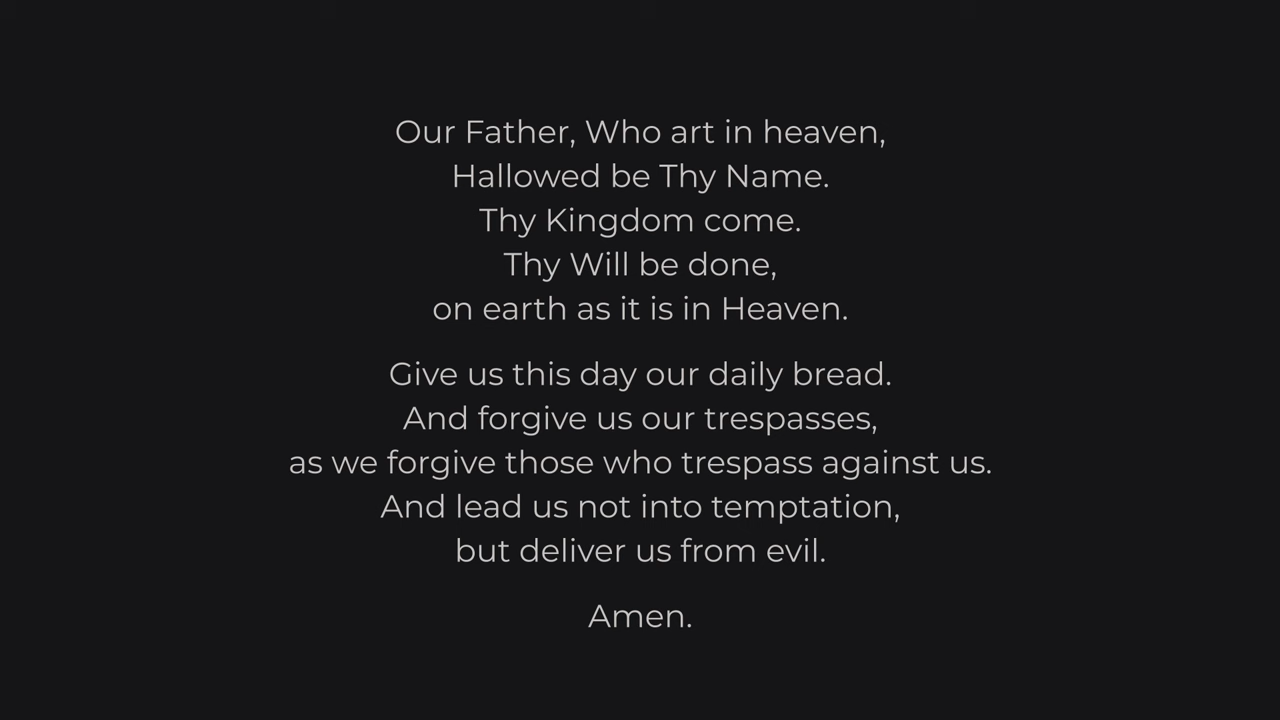 Our Father, Who art in heaven,
Hallowed be Thy Name.
Thy Kingdom come.
Thy Will be done,
on earth as it is in Heaven.
Give us this day our daily bread.
And forgive us our trespasses,
as we forgive those who trespass against us.
And lead us not into temptation,
but deliver us from evil.
Amen.